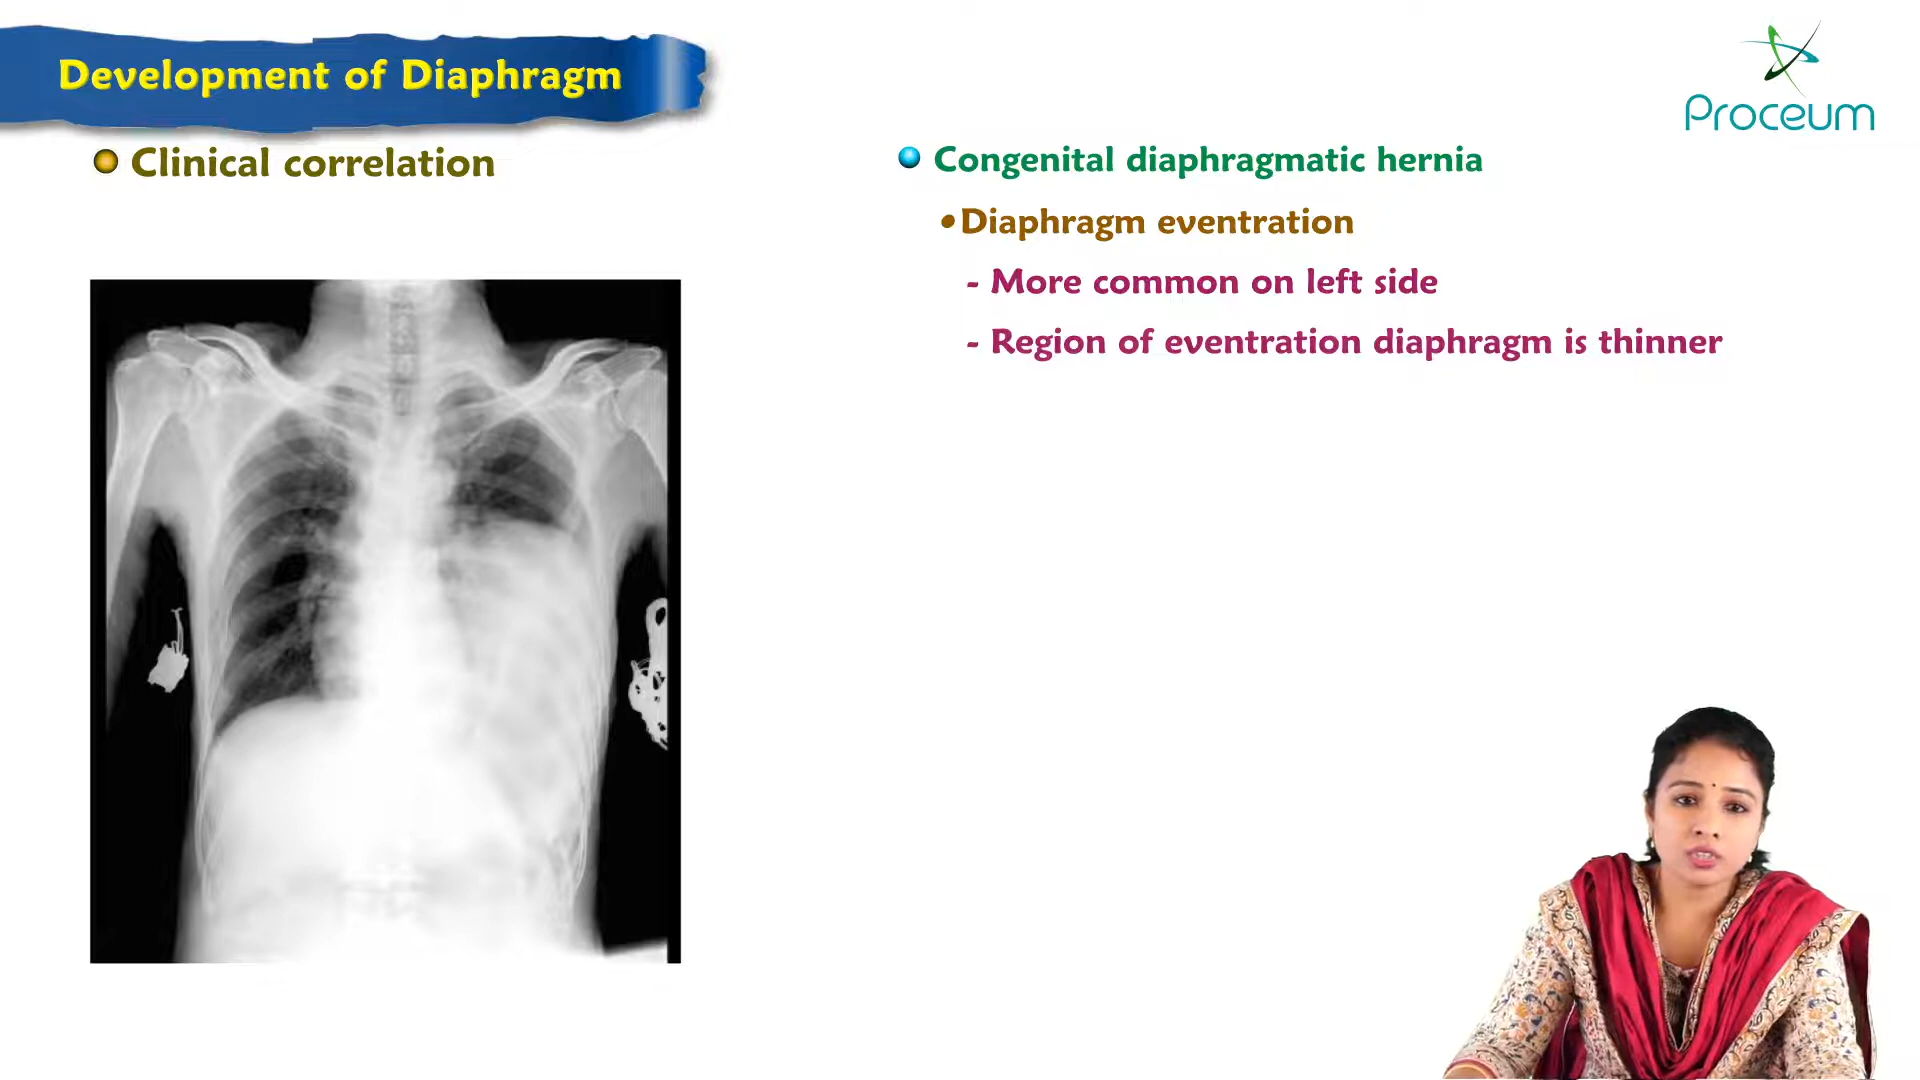 Development of Diaphragm
Proceum
Clinical correlation
Congenital diaphragmatic hernia
•Diaphragm eventration
- More common on left side
- Region of eventration diaphragm is thinner